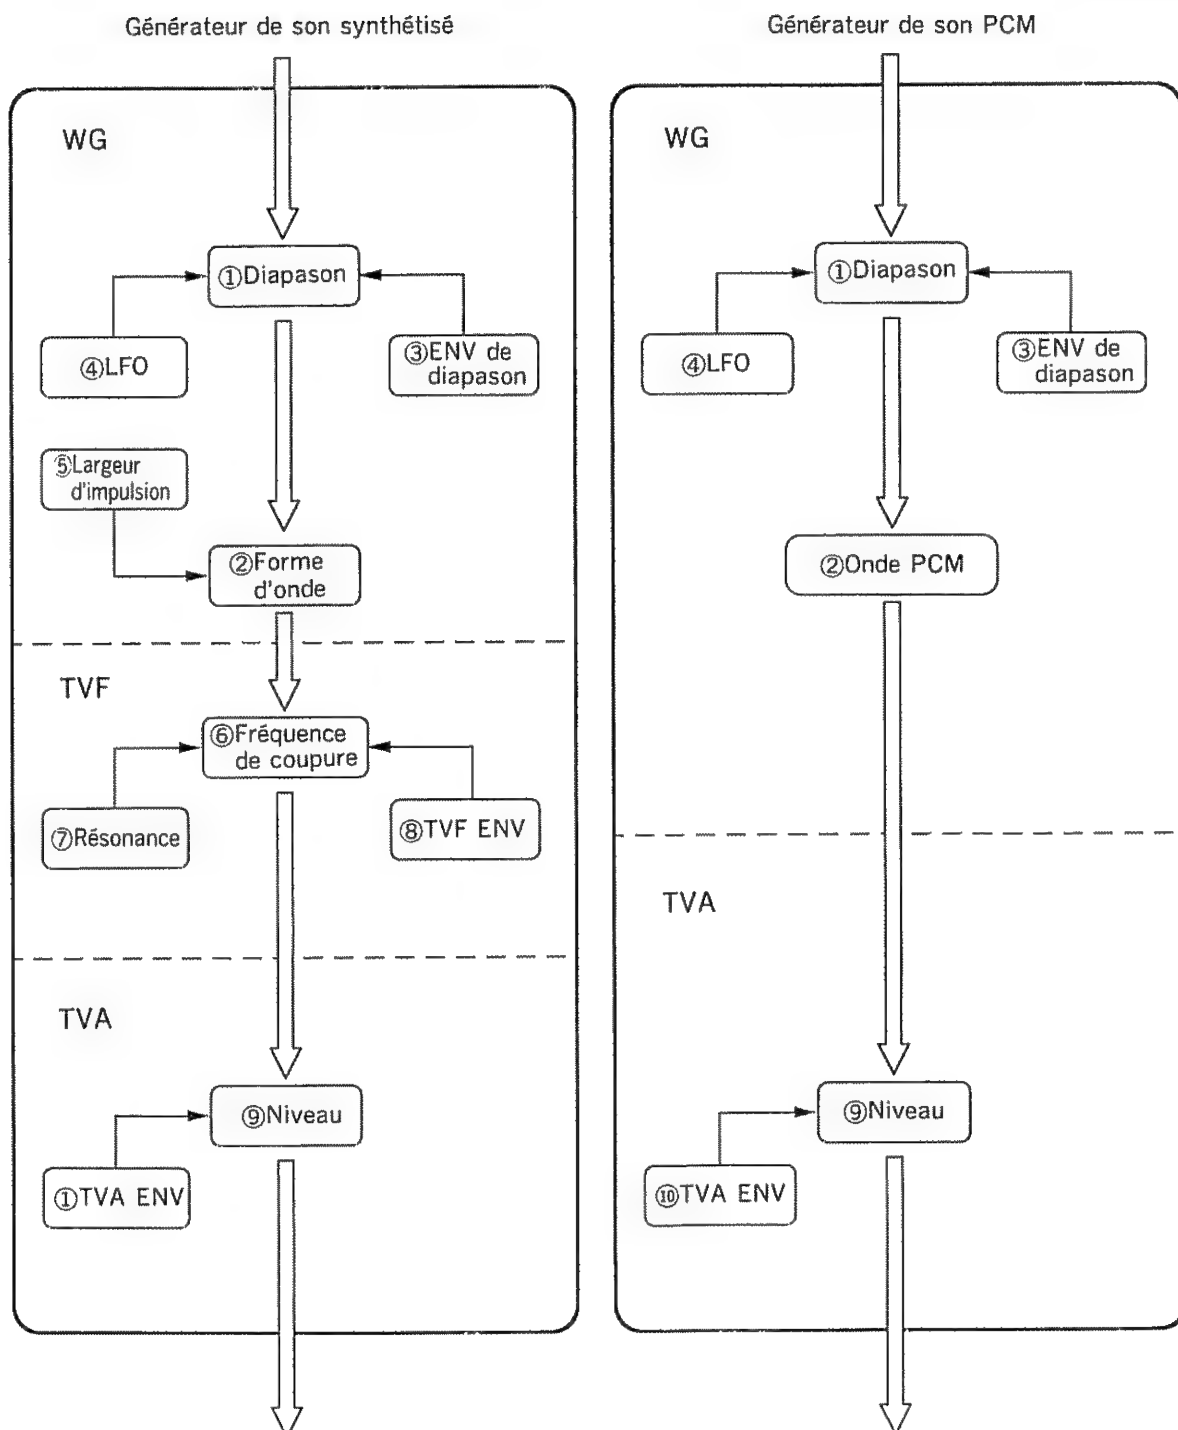 Générateur de son synthétisé
WG
①Diapason
④LFO
③ENV de
diapason
⑤Largeur
d'impulsion
②Forme
d'onde
TVF
⑥Fréquence
de coupure
⑦Résonance
⑧TVF ENV
TVA
⑨Niveau
①TVA ENV
Générateur de son PCM
WG
①Diapason
④LFO
③ENV de
diapason
②Onde PCM
TVA
⑨Niveau
⑩TVA ENV